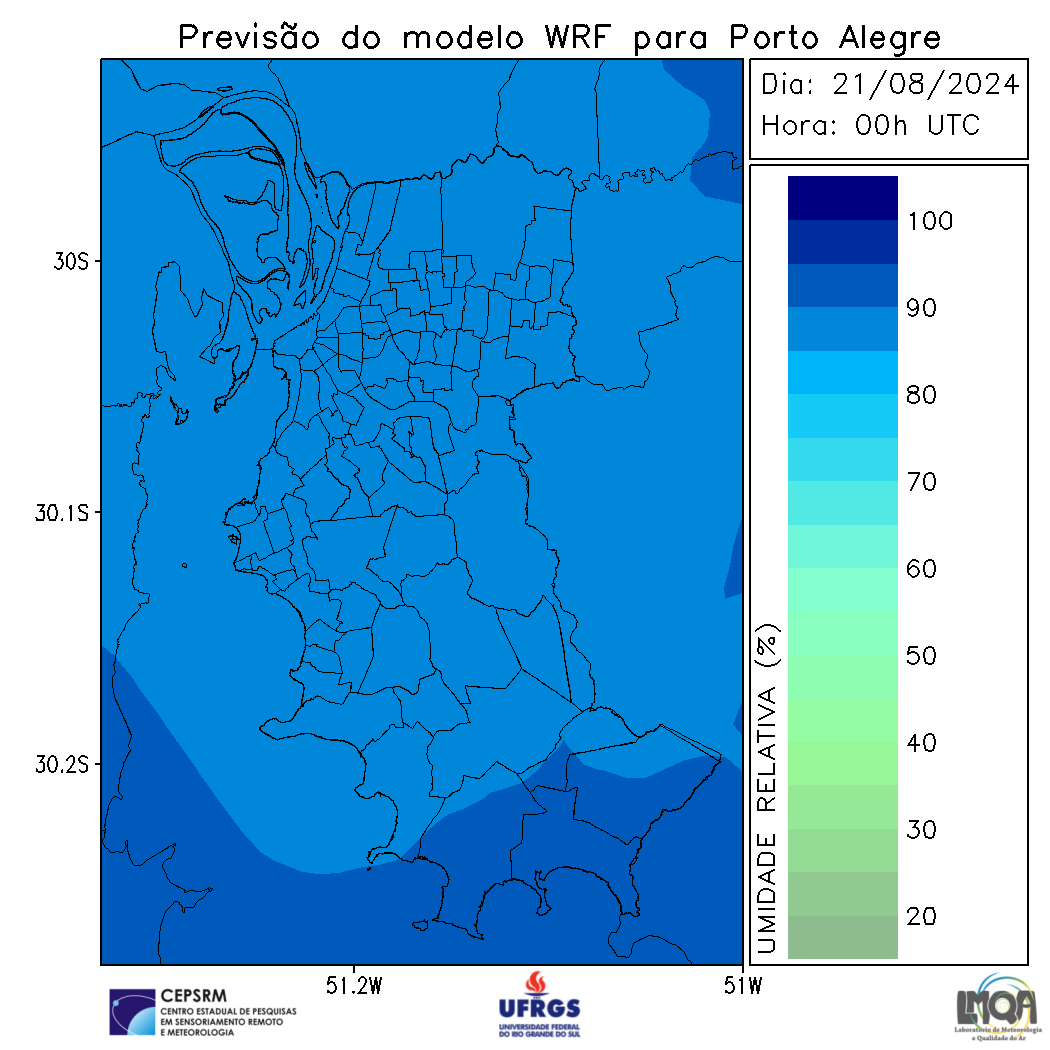 Previsão do modelo WRF para Porto Alegre
Dia: 21/08/2024
Hora: 00h UTC
30S
30.1S
30.2S
51.2W
51W
100
90
80
70
60
50
40
30
20
UMIDADE RELATIVA (%)
CEPSRM
CENTRO ESTADUAL DE PESQUISAS
EM SENSORIAMENTO REMOTO
E METEOROLOGIA
UFRGS
UNIVERSIDADE FEDERAL
DO RIO GRANDE DO SUL
LMQA
Laboratório de Meteorologia
e Qualidade do Ar